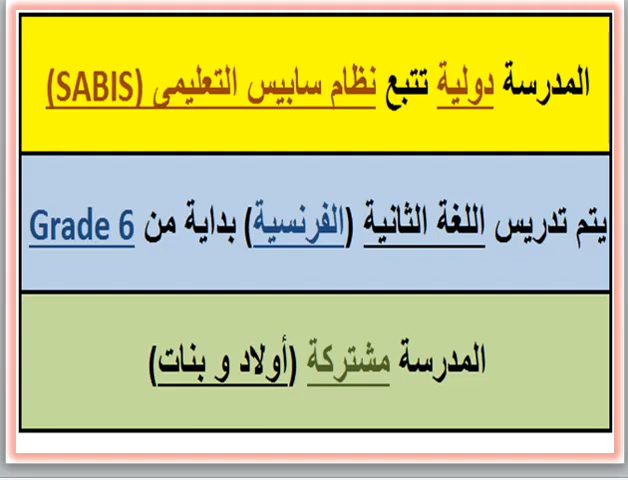 المدرسة دولية تتبع نظام سابيس التعليمى (SABIS)
يتم تدريس اللغة الثانية (الفرنسية) بداية من Grade 6
المدرسة مشتركة (أولاد و بنات)